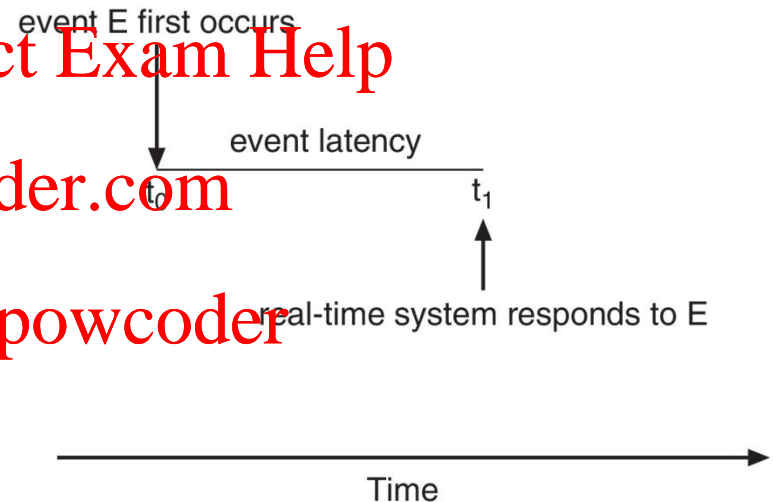 event E first occurs
ct Exam Help
event latency
der.com
t₀
t₁
powcoder
real-time system responds to E
Time